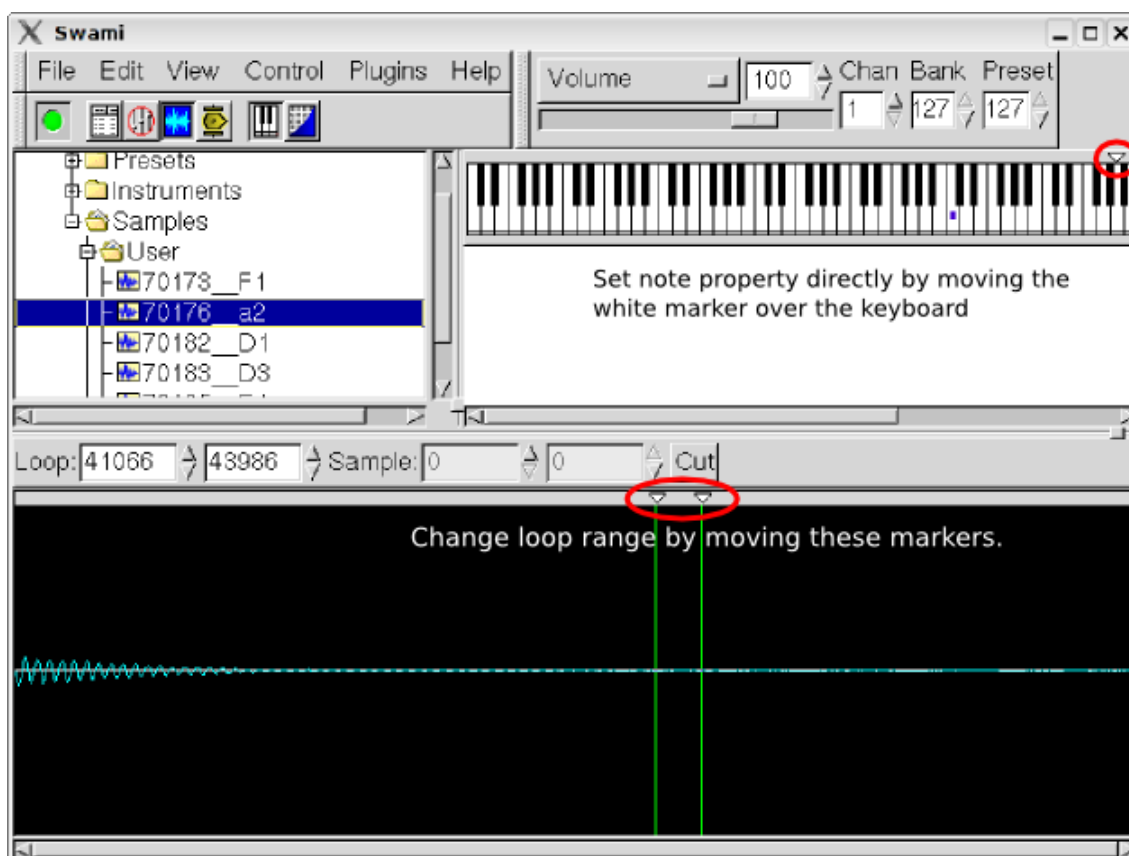 Swami
File Edit View Control Plugins Help
Volume 100 Chan Bank Preset
1 127 127
Presets
Instruments
Samples
User
70173__F1
70176__a2
70182__D1
70183__D3
Set note property directly by moving the
white marker over the keyboard
Loop: 41066 43986 Sample: 0 0 Cut
Change loop range by moving these markers.